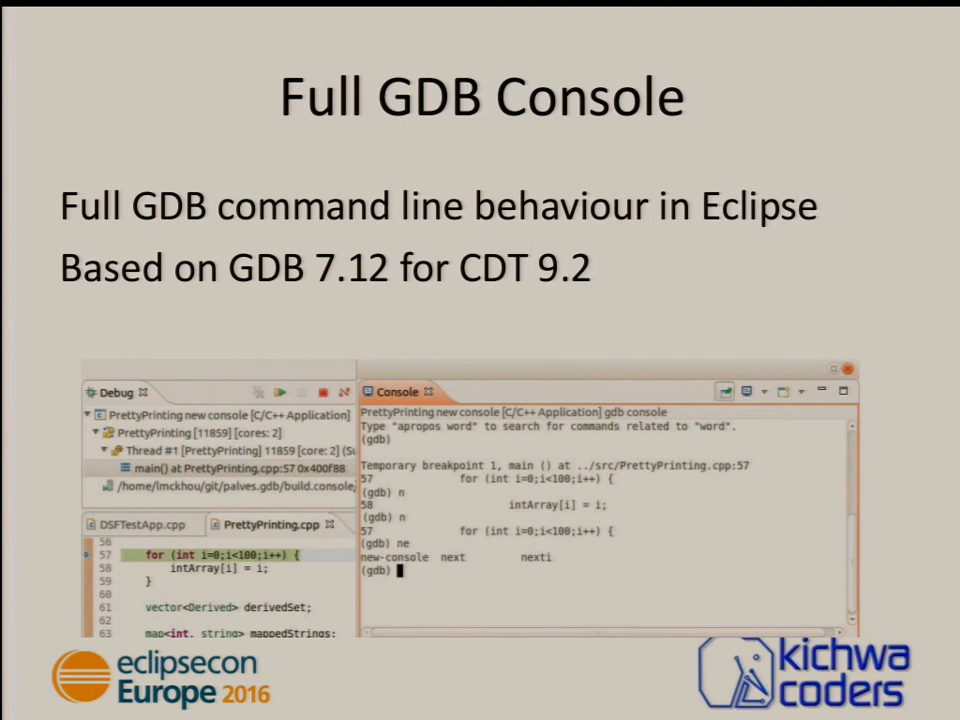 Full GDB Console
Full GDB command line behaviour in Eclipse
Based on GDB 7.12 for CDT 9.2
Debug
PrettyPrinting new console [C/C++ Application]
PrettyPrinting [11859] [cores: 2]
Thread #1 [PrettyPrinting] 11859 [core: 2] (Su
main() at PrettyPrinting.cpp:57 0x400f88
/home/lmckhou/git/palves.gdb/build.console,
DSFTestApp.cpp
PrettyPrinting.cpp
56
57 for (int i=0;i<100;i++) {
58 intArray[i] = i;
59 }
60
61 vector<Derived> derivedSet;
62
63 map<int, string> mappedStrings;
Console
PrettyPrinting new console [C/C++ Application] gdb console
Type "apropos word" to search for commands related to "word".
(gdb)
Temporary breakpoint 1, main () at ../src/PrettyPrinting.cpp:57
57 for (int i=0;i<100;i++) {
(gdb) n
58 intArray[i] = i;
(gdb) n
57 for (int i=0;i<100;i++) {
(gdb) ne
new-console next nexti
(gdb)
eclipsecon
Europe 2016
kichwa
coders